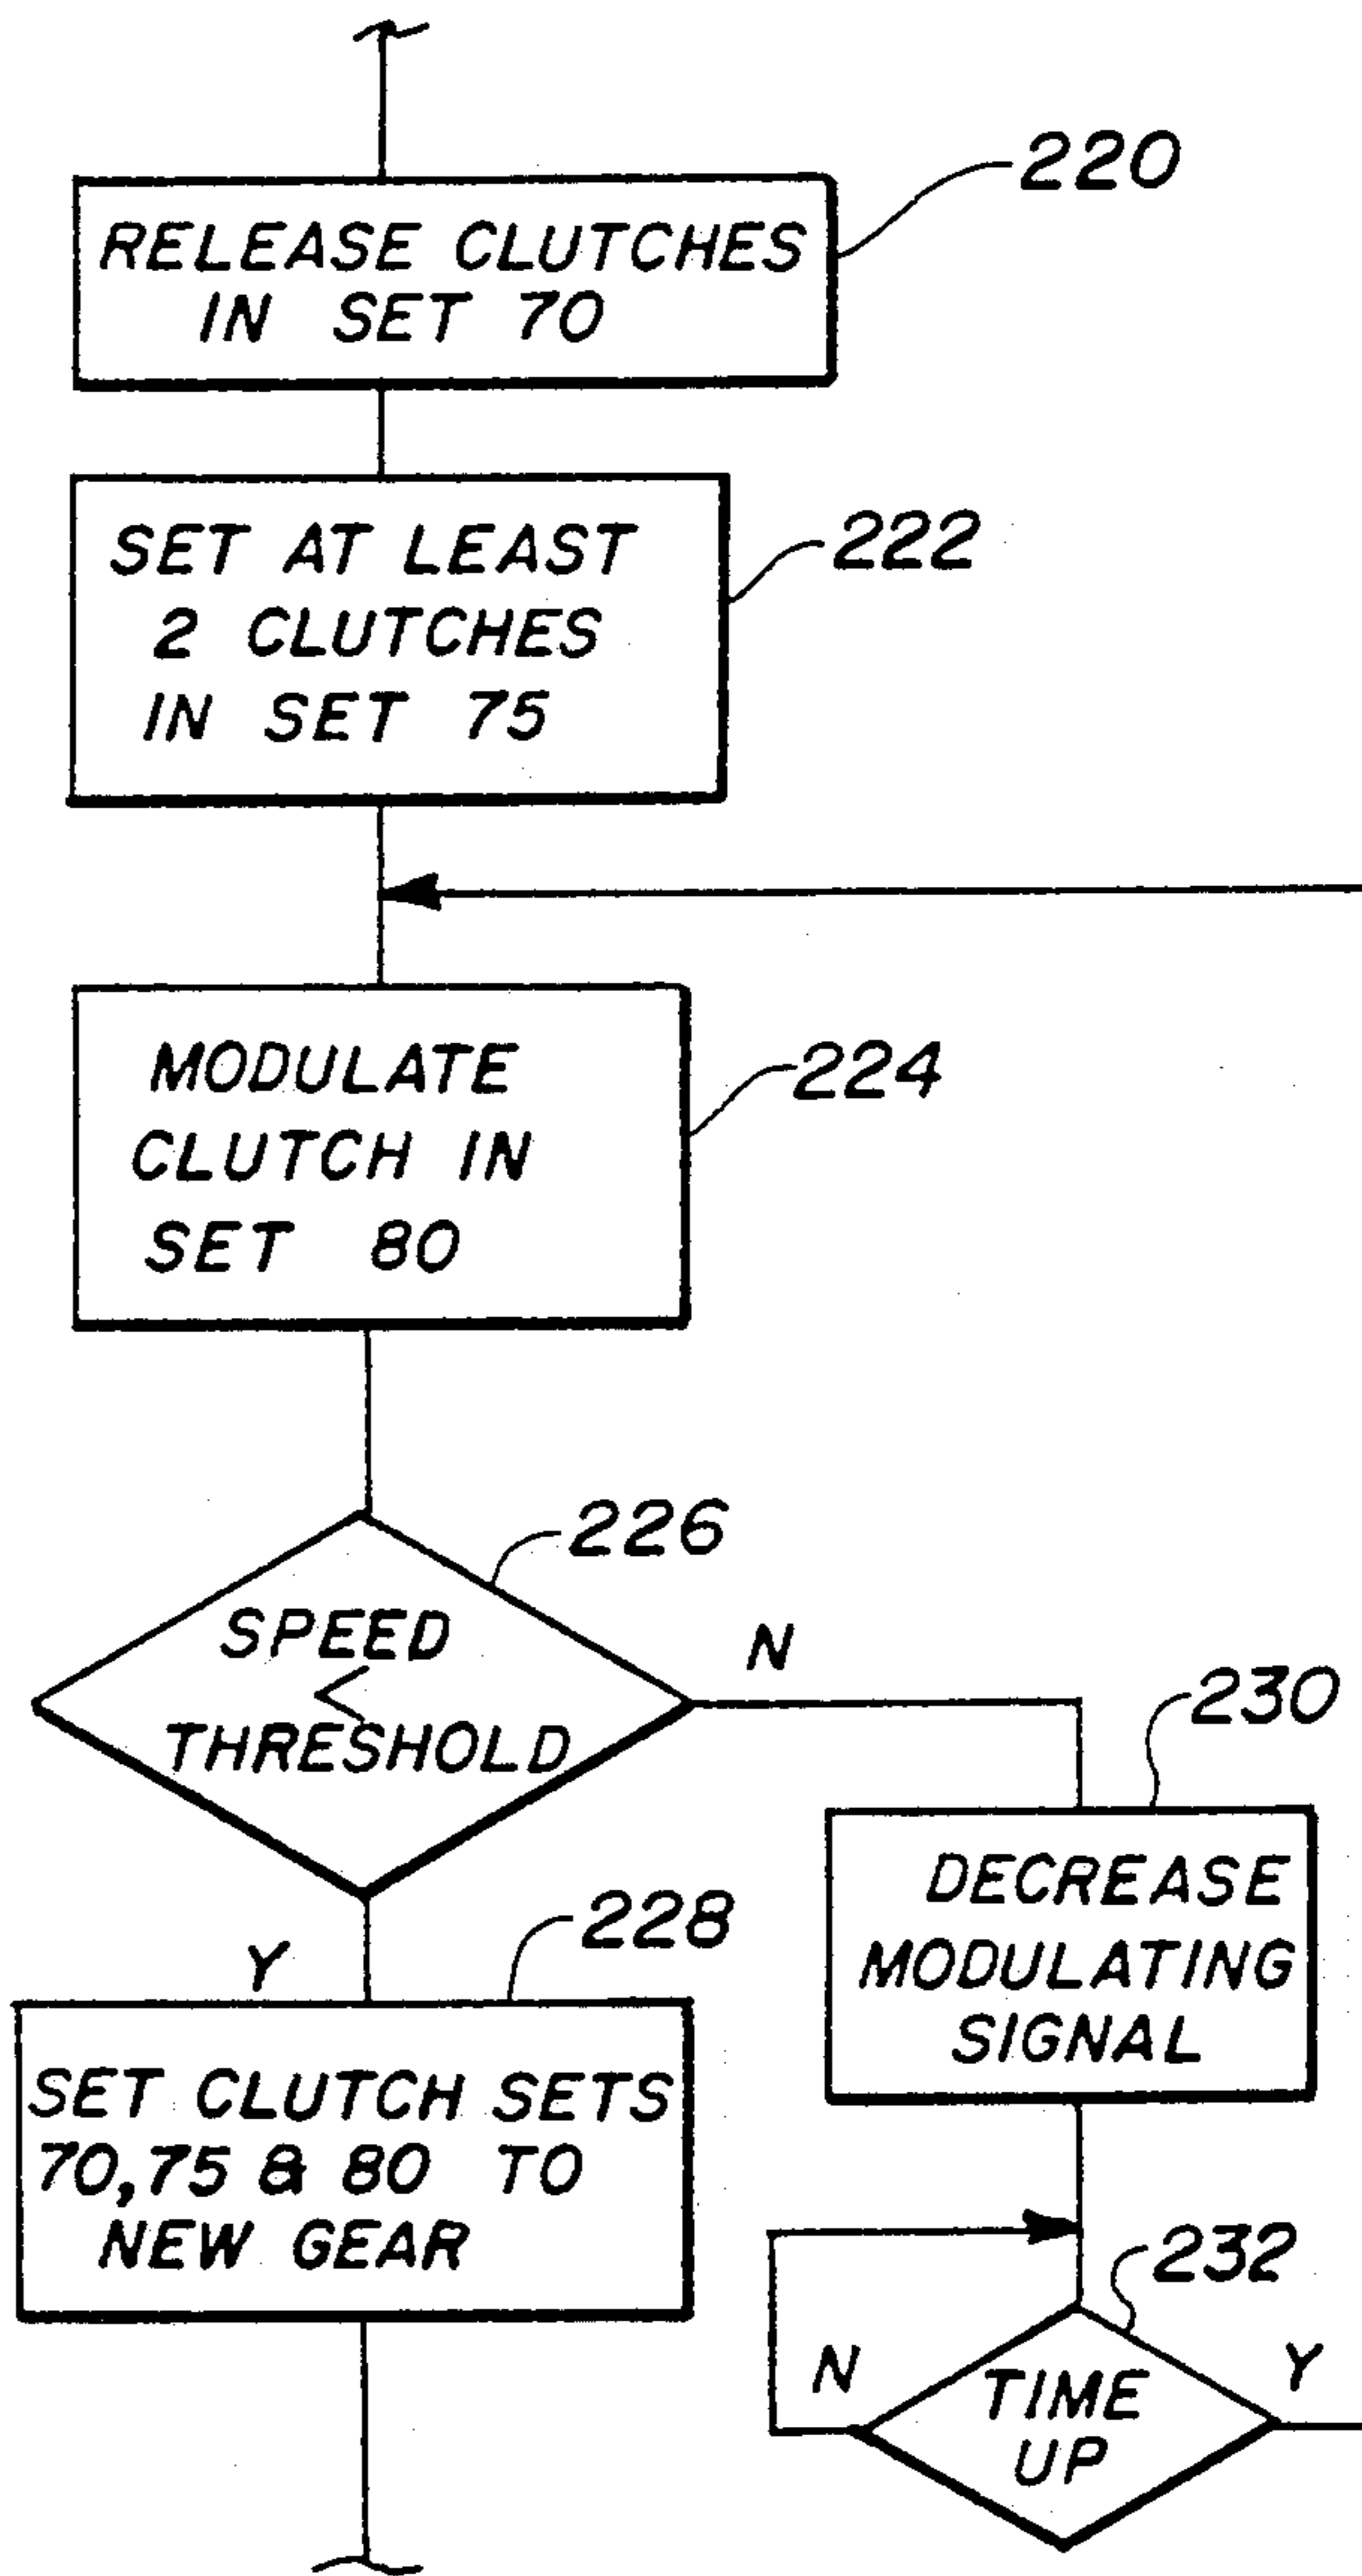 220
RELEASE CLUTCHES
IN SET 70
222
SET AT LEAST
2 CLUTCHES
IN SET 75
224
MODULATE
CLUTCH IN
SET 80
226
SPEED
<
THRESHOLD
N
230
DECREASE
MODULATING
SIGNAL
Y
228
SET CLUTCH SETS
70,75 & 80 TO
NEW GEAR
232
N
TIME
UP
Y